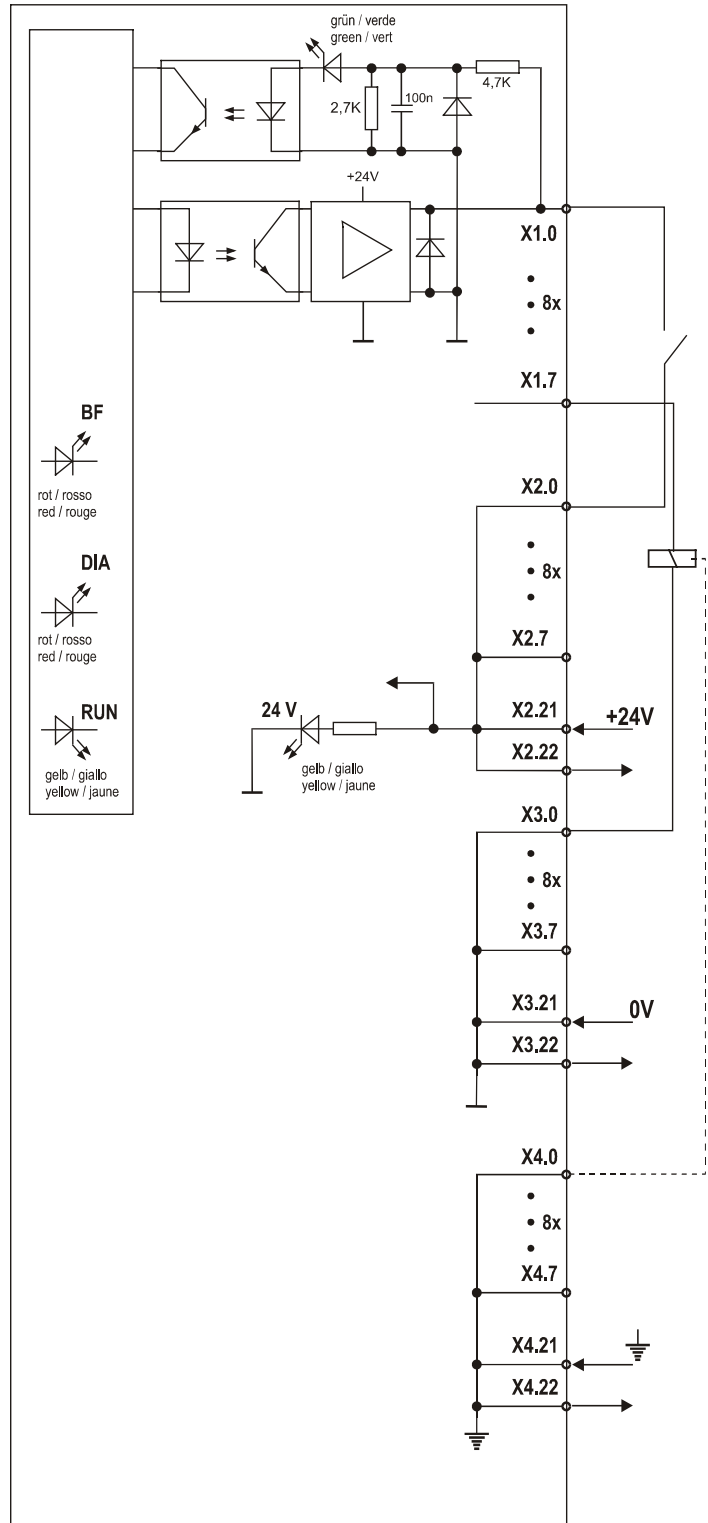 grün / verde
green / vert
4,7K
2,7K
100n
+24V
X1.0
8x
X1.7
BF
rot / rosso
red / rouge
X2.0
8x
DIA
rot / rosso
red / rouge
X2.7
RUN
gelb / giallo
yellow / jaune
24 V
gelb / giallo
yellow / jaune
X2.21
+24V
X2.22
X3.0
8x
X3.7
X3.21
0V
X3.22
X4.0
8x
X4.7
X4.21
X4.22